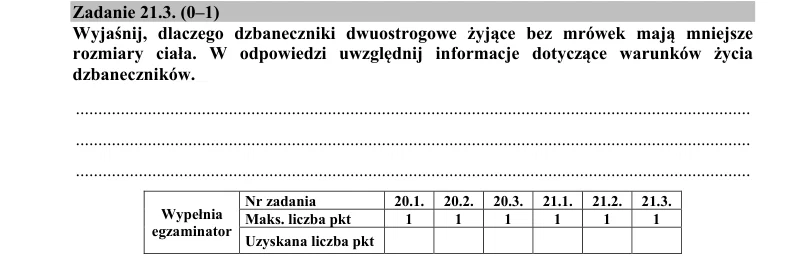 Zadanie 21.3. (0–1)
Wyjaśnij, dlaczego dzbaneczniki dwuostrogowe żyjące bez mrówek mają mniejsze
rozmiary ciała. W odpowiedzi uwzględnij informacje dotyczące warunków życia
dzbaneczników.
....................................................................................................................................................
....................................................................................................................................................
....................................................................................................................................................
Wypełnia egzaminator
Nr zadania 20.1. 20.2. 20.3. 21.1. 21.2. 21.3.
Maks. liczba pkt 1 1 1 1 1 1
Uzyskana liczba pkt